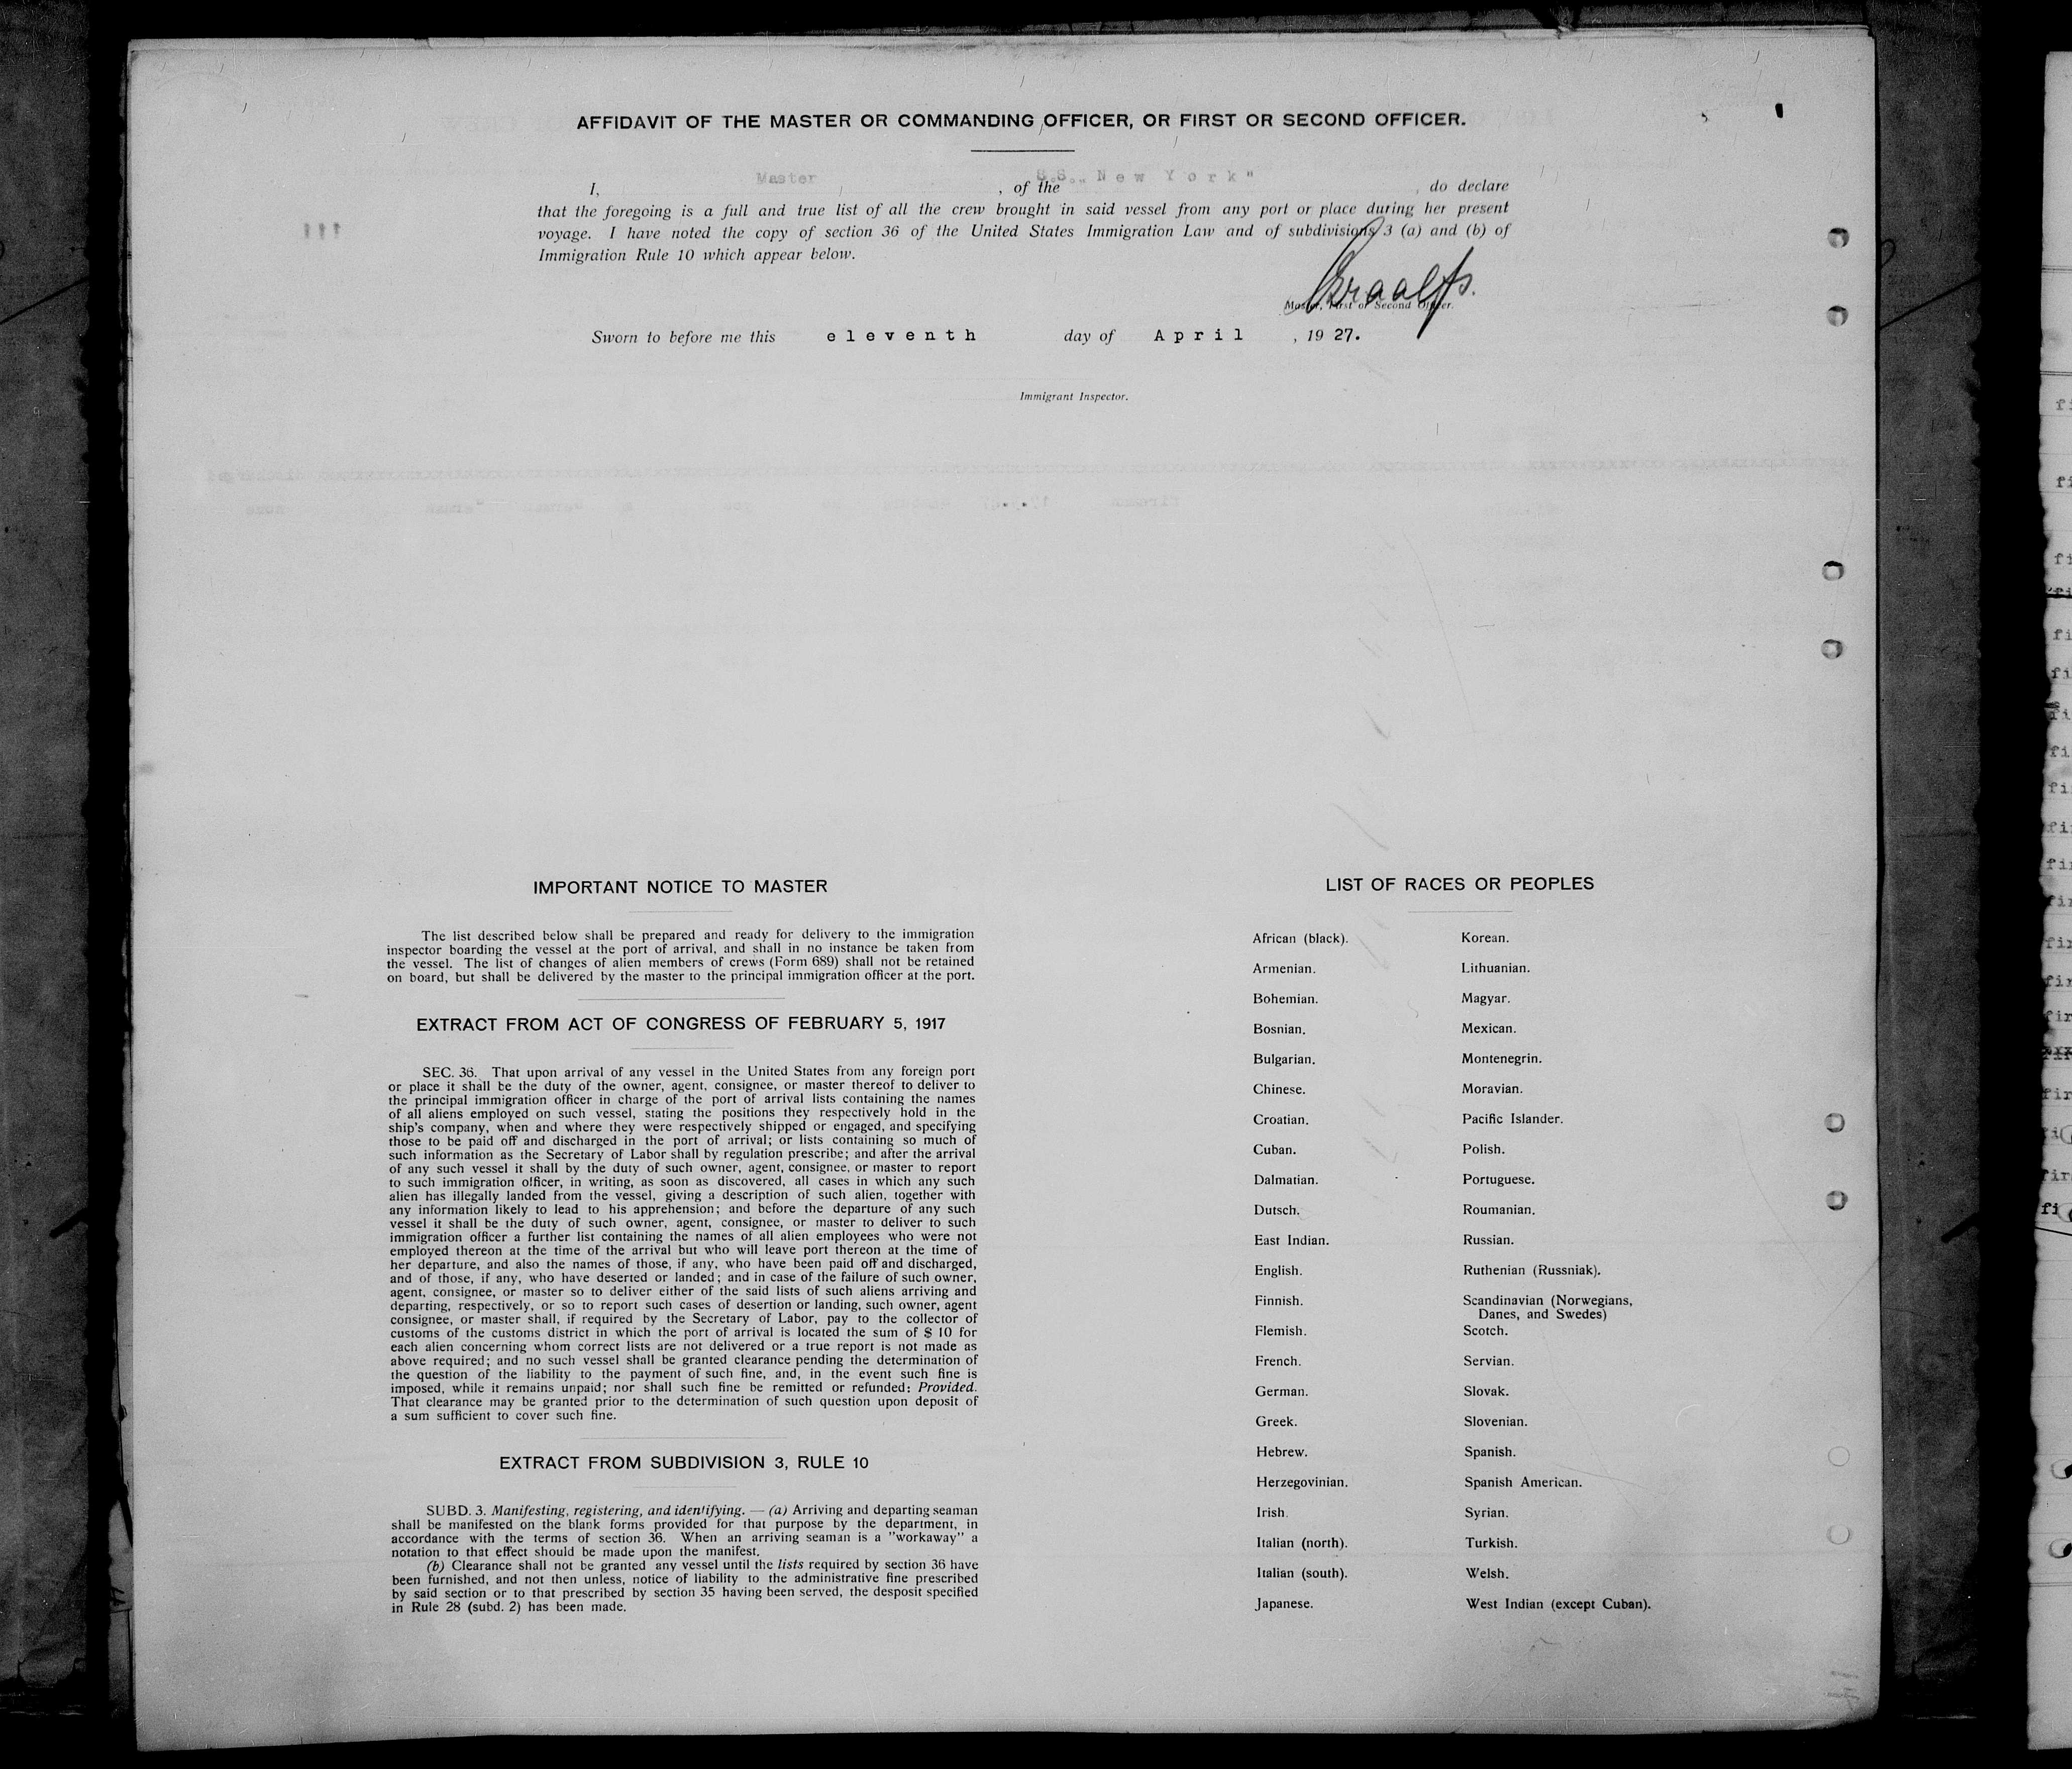 AFFIDAVIT OF THE MASTER OR COMMANDING OFFICER, OR FIRST OR SECOND OFFICER.
I, Master , of the S.S. „New York" , do declare
that the foregoing is a full and true list of all the crew brought in said vessel from any port or place during her present
voyage. I have noted the copy of section 36 of the United States Immigration Law and of subdivisions 3 (a) and (b) of
Immigration Rule 10 which appear below.
Master, First or Second Officer.
Sworn to before me this eleventh day of April , 19 27.
Immigrant Inspector.
IMPORTANT NOTICE TO MASTER
The list described below shall be prepared and ready for delivery to the immigration
inspector boarding the vessel at the port of arrival, and shall in no instance be taken from
the vessel. The list of changes of alien members of crews (Form 689) shall not be retained
on board, but shall be delivered by the master to the principal immigration officer at the port.
EXTRACT FROM ACT OF CONGRESS OF FEBRUARY 5, 1917
SEC. 36. That upon arrival of any vessel in the United States from any foreign port
or place it shall be the duty of the owner, agent, consignee, or master thereof to deliver to
the principal immigration officer in charge of the port of arrival lists containing the names
of all aliens employed on such vessel, stating the positions they respectively hold in the
ship's company, when and where they were respectively shipped or engaged, and specifying
those to be paid off and discharged in the port of arrival; or lists containing so much of
such information as the Secretary of Labor shall by regulation prescribe; and after the arrival
of any such vessel it shall by the duty of such owner, agent, consignee, or master to report
to such immigration officer, in writing, as soon as discovered, all cases in which any such
alien has illegally landed from the vessel, giving a description of such alien, together with
any information likely to lead to his apprehension; and before the departure of any such
vessel it shall be the duty of such owner, agent, consignee, or master to deliver to such
immigration officer a further list containing the names of all alien employees who were not
employed thereon at the time of the arrival but who will leave port thereon at the time of
her departure, and also the names of those, if any, who have been paid off and discharged,
and of those, if any, who have deserted or landed; and in case of the failure of such owner,
agent, consignee, or master so to deliver either of the said lists of such aliens arriving and
departing, respectively, or so to report such cases of desertion or landing, such owner, agent
consignee, or master shall, if required by the Secretary of Labor, pay to the collector of
customs of the customs district in which the port of arrival is located the sum of $ 10 for
each alien concerning whom correct lists are not delivered or a true report is not made as
above required; and no such vessel shall be granted clearance pending the determination of
the question of the liability to the payment of such fine, and, in the event such fine is
imposed, while it remains unpaid; nor shall such fine be remitted or refunded: Provided.
That clearance may be granted prior to the determination of such question upon deposit of
a sum sufficient to cover such fine.
EXTRACT FROM SUBDIVISION 3, RULE 10
SUBD. 3. Manifesting, registering, and identifying. — (a) Arriving and departing seaman
shall be manifested on the blank forms provided for that purpose by the department, in
accordance with the terms of section 36. When an arriving seaman is a "workaway" a
notation to that effect should be made upon the manifest.
(b) Clearance shall not be granted any vessel until the lists required by section 36 have
been furnished, and not then unless, notice of liability to the administrative fine prescribed
by said section or to that prescribed by section 35 having been served, the desposit specified
in Rule 28 (subd. 2) has been made.
LIST OF RACES OR PEOPLES
African (black).
Armenian.
Bohemian.
Bosnian.
Bulgarian.
Chinese.
Croatian.
Cuban.
Dalmatian.
Dutsch.
East Indian.
English.
Finnish.
Flemish.
French.
German.
Greek.
Hebrew.
Herzegovinian.
Irish.
Italian (north).
Italian (south).
Japanese.
Korean.
Lithuanian.
Magyar.
Mexican.
Montenegrin.
Moravian.
Pacific Islander.
Polish.
Portuguese.
Roumanian.
Russian.
Ruthenian (Russniak).
Scandinavian (Norwegians,
Danes, and Swedes)
Scotch.
Servian.
Slovak.
Slovenian.
Spanish.
Spanish American.
Syrian.
Turkish.
Welsh.
West Indian (except Cuban).